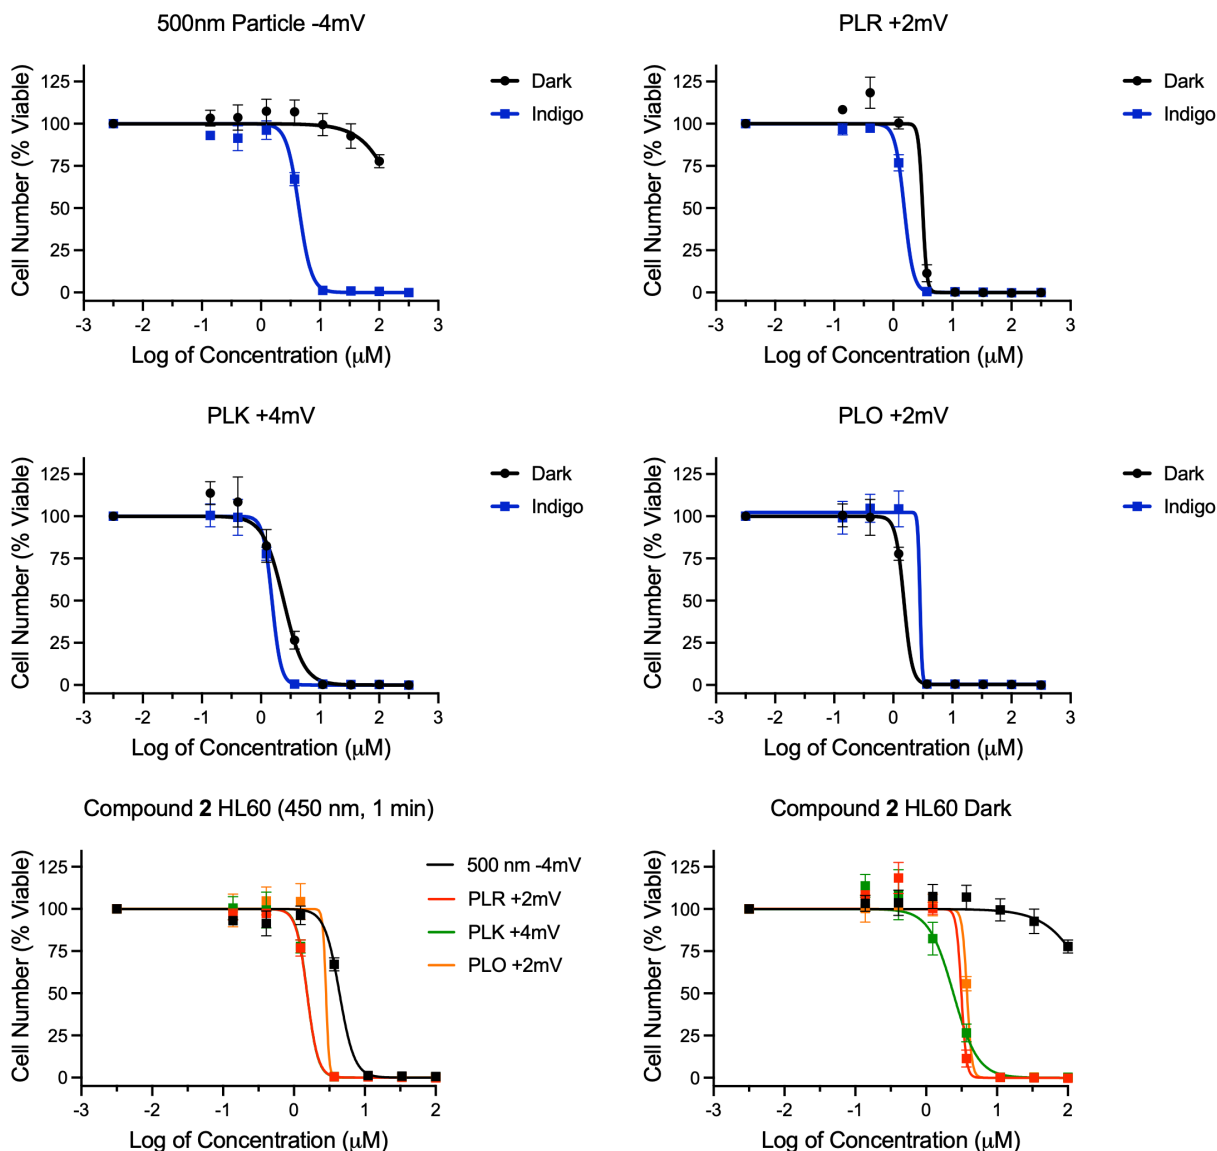 500nm Particle -4mV
Cell Number (% Viable)
125
100
75
50
25
0
-3 -2 -1 0 1 2 3
Log of Concentration (μM)
Dark
Indigo
PLR +2mV
Cell Number (% Viable)
125
100
75
50
25
0
-3 -2 -1 0 1 2 3
Log of Concentration (μM)
Dark
Indigo
PLK +4mV
Cell Number (% Viable)
125
100
75
50
25
0
-3 -2 -1 0 1 2 3
Log of Concentration (μM)
Dark
Indigo
PLO +2mV
Cell Number (% Viable)
125
100
75
50
25
0
-3 -2 -1 0 1 2 3
Log of Concentration (μM)
Dark
Indigo
Compound 2 HL60 (450 nm, 1 min)
Cell Number (% Viable)
125
100
75
50
25
0
-3 -2 -1 0 1 2
Log of Concentration (μM)
500 nm -4mV
PLR +2mV
PLK +4mV
PLO +2mV
Compound 2 HL60 Dark
Cell Number (% Viable)
125
100
75
50
25
0
-3 -2 -1 0 1 2
Log of Concentration (μM)